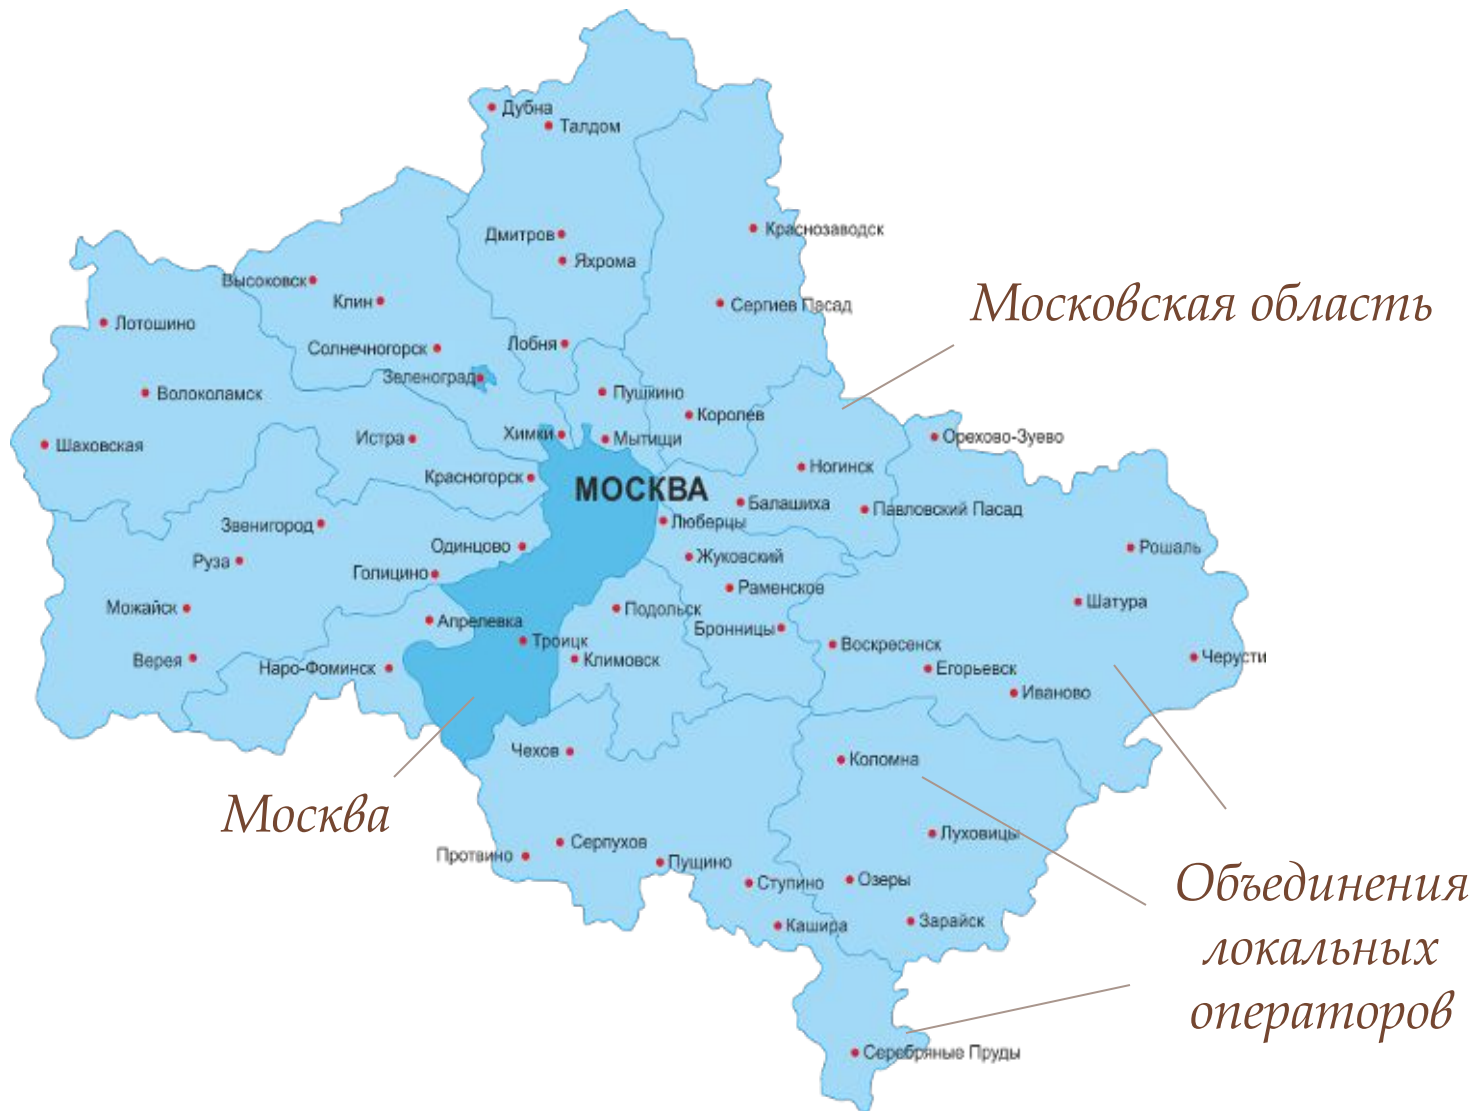 Дубна
Талдом
Дмитров
Яхрома
Краснозаводск
Высоковск
Клин
Сергиев Пасад
Московская область
Лотошино
Солнечногорск
Лобня
Зеленоград
Волоколамск
Пушкино
Королев
Шаховская
Истра
Химки
Мытищи
Орехово-Зуево
Красногорск
МОСКВА
Ногинск
Балашиха
Павловский Пасад
Звенигород
Люберцы
Одинцово
Рошаль
Руза
Голицино
Жуковский
Раменское
Можайск
Апрелевка
Подольск
Шатура
Бронницы
Троицк
Воскресенск
Верея
Наро-Фоминск
Климовск
Егорьевск
Черусти
Иваново
Чехов
Коломна
Москва
Серпухов
Луховицы
Протвино
Пущино
Ступино
Озеры
Кашира
Зарайск
Объединения
локальных
операторов
Серебряные Пруды